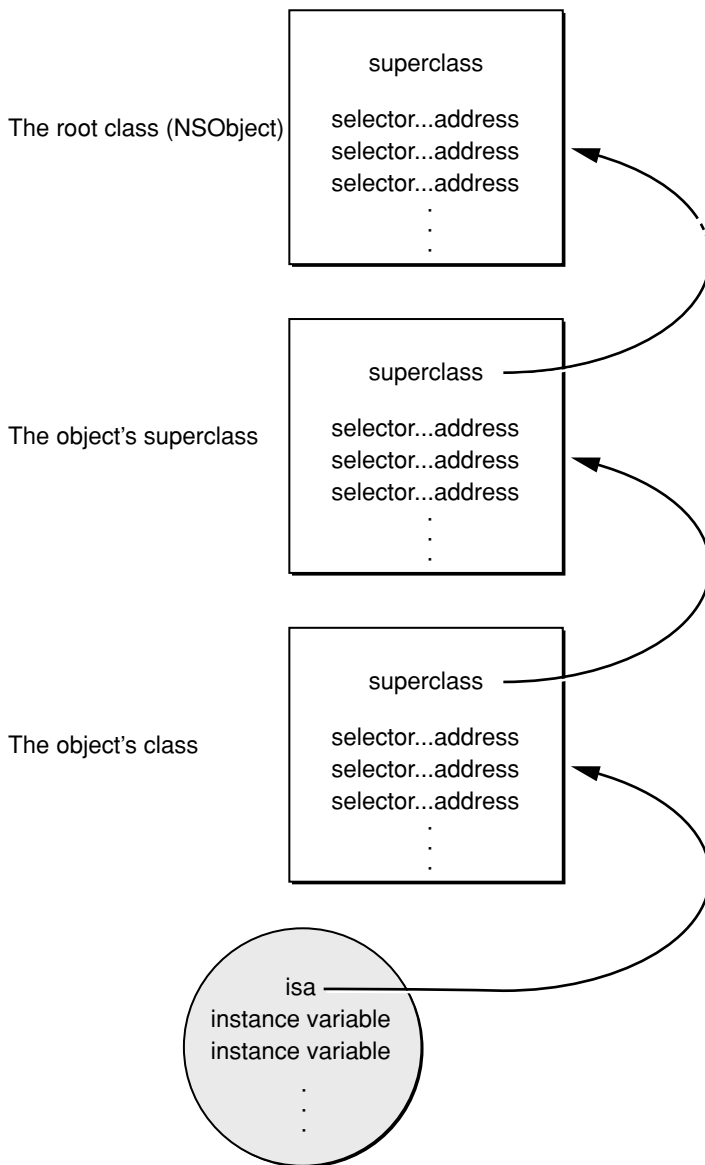 superclass
The root class (NSObject)
selector...address
selector...address
selector...address
.
.
.
superclass
The object's superclass
selector...address
selector...address
selector...address
.
.
.
superclass
The object's class
selector...address
selector...address
selector...address
.
.
.
isa
instance variable
instance variable
.
.
.